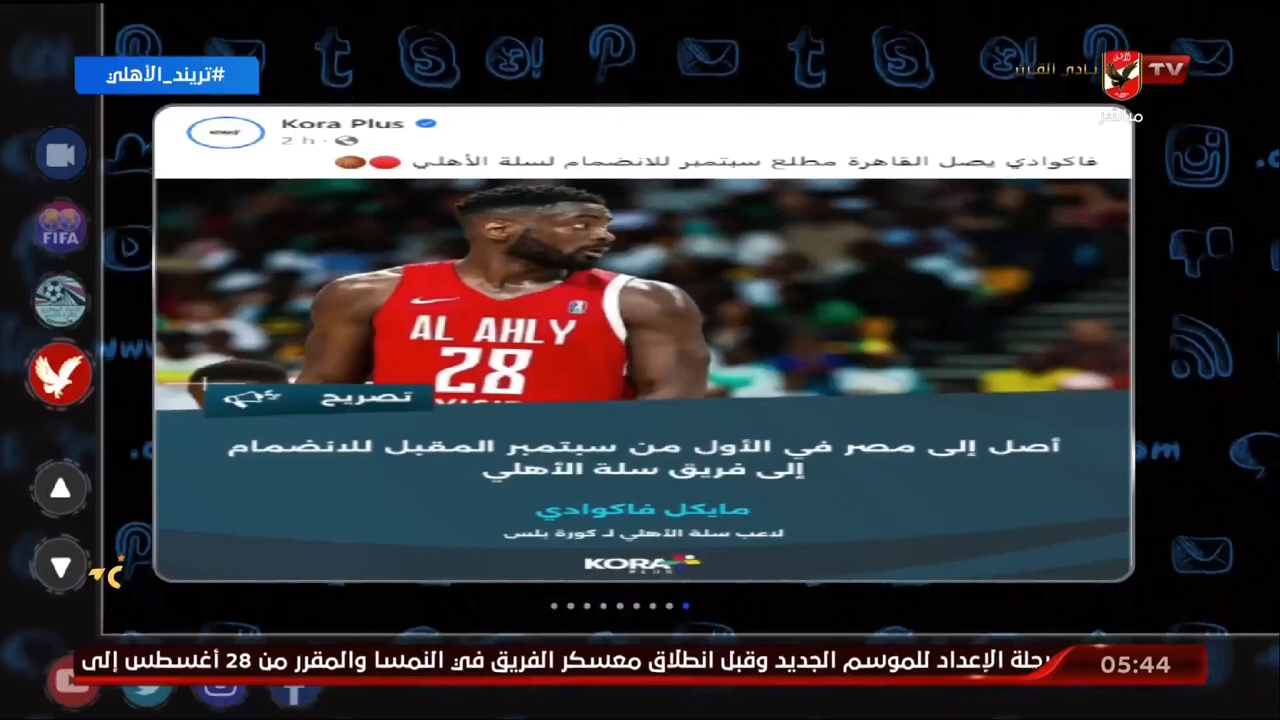 #تريند_الأهلي
نادي القرن
TV
مباشر
Kora Plus
2 h
فاكوادي يصل القاهرة مطلع سبتمبر للانضمام لسلة الأهلي
FIFA
AL AHLY
28
تصريح
أصل إلى مصر في الأول من سبتمبر المقبل للانضمام
إلى فريق سلة الأهلي
مايكل فاكوادي
لاعب سلة الأهلي لـ كورة بلس
KORA
PLUS
الإعداد للموسم الجديد وقبل انطلاق معسكر الفريق في النمسا والمقرر من 28 أغسطس إلى
05:44